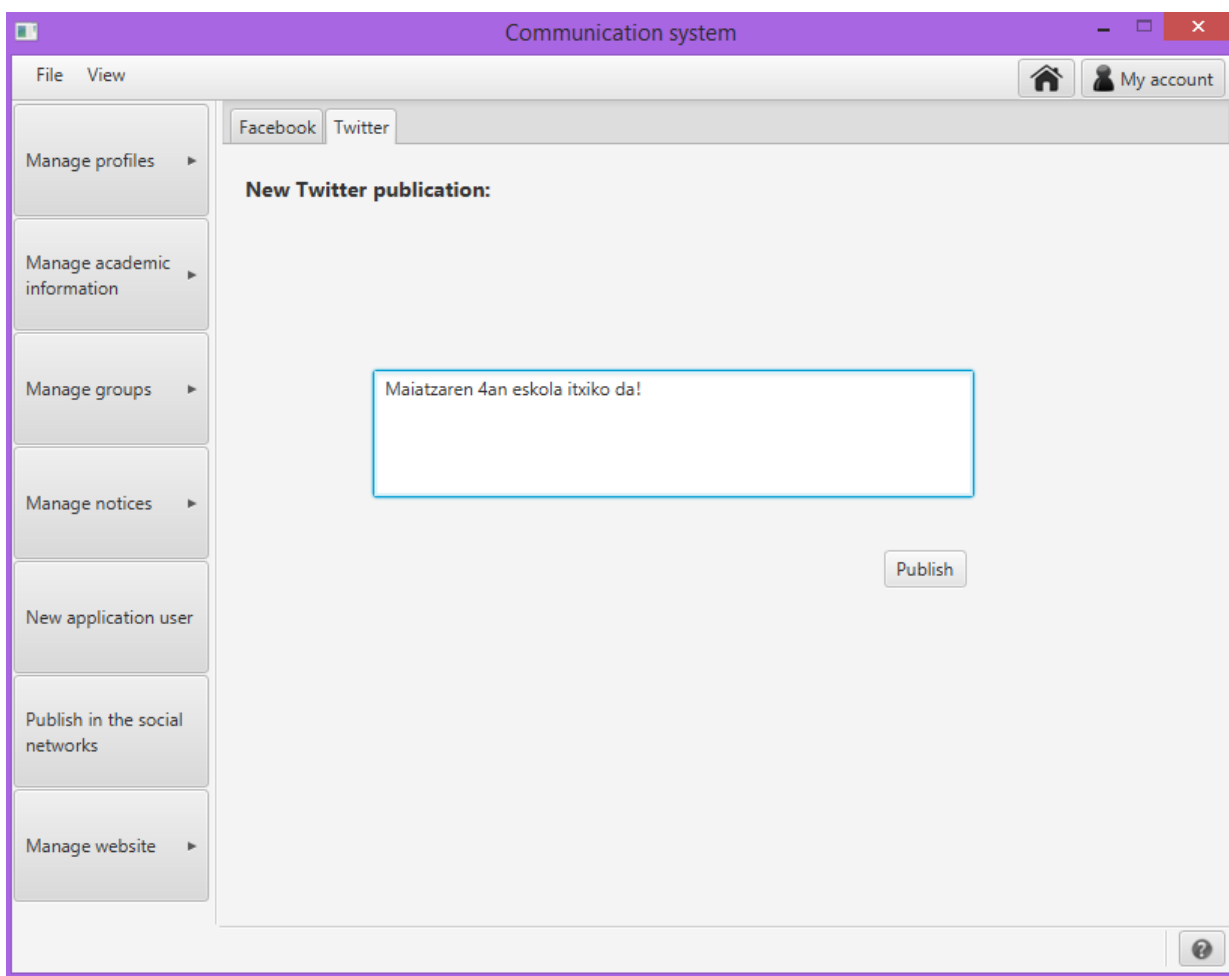 Communication system
File View
My account
Manage profiles
Manage academic
information
Manage groups
Manage notices
New application user
Publish in the social
networks
Manage website
Facebook Twitter
New Twitter publication:
Maiatzaren 4an eskola itxiko da!
Publish
?